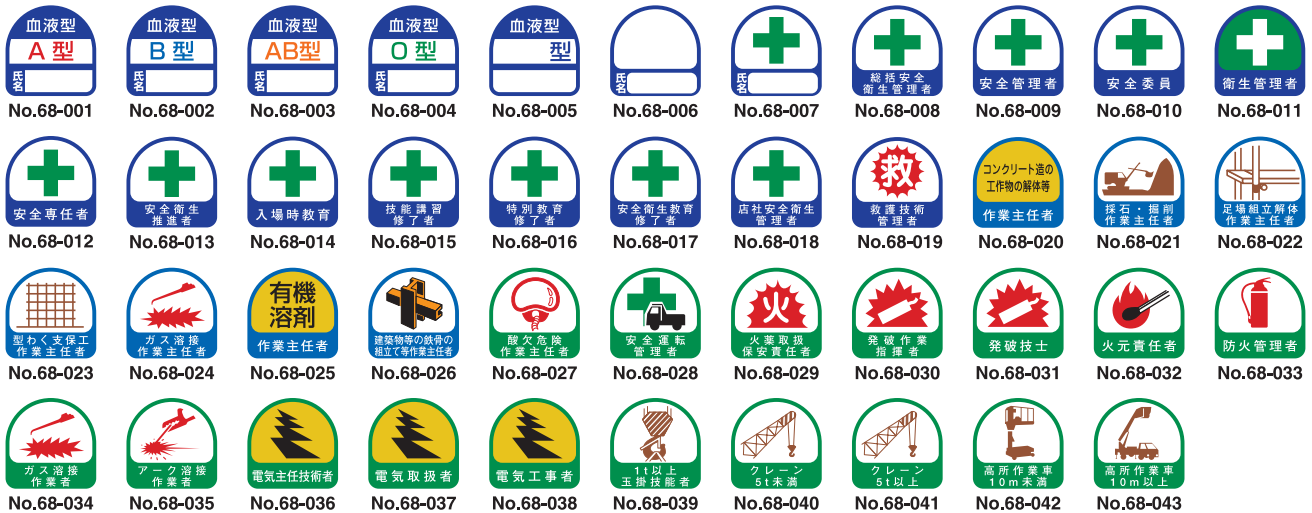 血液型
A 型
氏名
No.68-001
血液型
B 型
氏名
No.68-002
血液型
AB型
氏名
No.68-003
血液型
O 型
氏名
No.68-004
血液型
型
No.68-005
氏名
No.68-006
氏名
No.68-007
総括安全
衛生管理者
No.68-008
安全管理者
No.68-009
安全委員
No.68-010
衛生管理者
No.68-011
安全専任者
No.68-012
安全衛生
推進者
No.68-013
入場時教育
No.68-014
技能講習
修了者
No.68-015
特別教育
修了者
No.68-016
安全衛生教育
修了者
No.68-017
店社安全衛生
管理者
No.68-018
救
救護技術
管理者
No.68-019
コンクリート造の
工作物の解体等
作業主任者
No.68-020
採石・掘削
作業主任者
No.68-021
足場組立解体
作業主任者
No.68-022
型わく支保工
作業主任者
No.68-023
ガス溶接
作業主任者
No.68-024
有機
溶剤
作業主任者
No.68-025
建築物等の鉄骨の
組立て等作業主任者
No.68-026
酸欠危険
作業主任者
No.68-027
安全運転
管理者
No.68-028
火
火薬取扱
保安責任者
No.68-029
発破作業
指揮者
No.68-030
発破技士
No.68-031
火元責任者
No.68-032
防火管理者
No.68-033
ガス溶接
作業者
No.68-034
アーク溶接
作業者
No.68-035
電気主任技術者
No.68-036
電気取扱者
No.68-037
電気工事者
No.68-038
1t以上
玉掛技能者
No.68-039
クレーン
5t未満
No.68-040
クレーン
5t以上
No.68-041
高所作業車
10m未満
No.68-042
高所作業車
10m以上
No.68-043